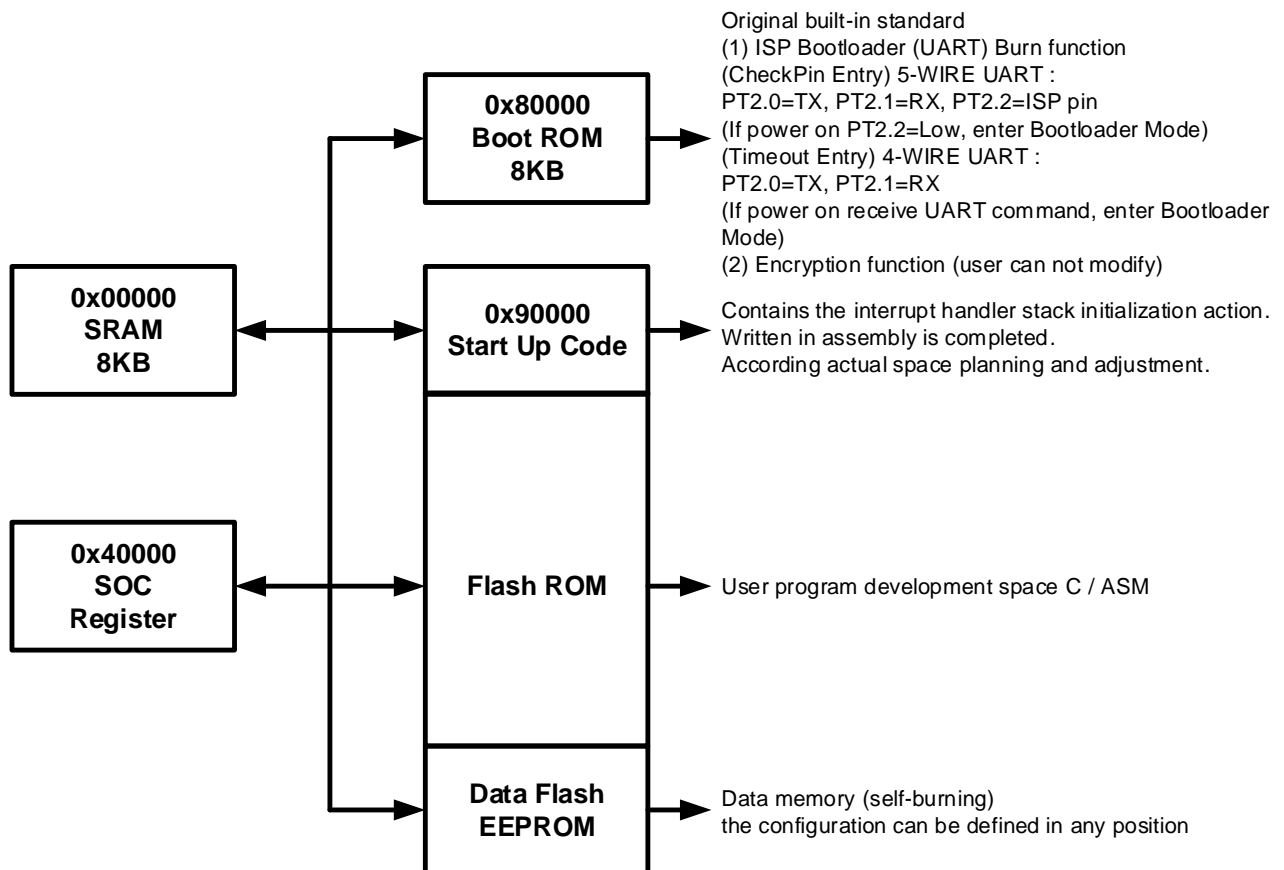 Original built-in standard
(1) ISP Bootloader (UART) Burn function
(CheckPin Entry) 5-WIRE UART :
PT2.0=TX, PT2.1=RX, PT2.2=ISP pin
(If power on PT2.2=Low, enter Bootloader Mode)
(Timeout Entry) 4-WIRE UART :
PT2.0=TX, PT2.1=RX
(If power on receive UART command, enter Bootloader
Mode)
(2) Encryption function (user can not modify)
0x80000
Boot ROM
8KB
0x00000
SRAM
8KB
0x90000
Start Up Code
Contains the interrupt handler stack initialization action.
Written in assembly is completed.
According actual space planning and adjustment.
0x40000
SOC
Register
Flash ROM
User program development space C / ASM
Data Flash
EEPROM
Data memory (self-burning)
the configuration can be defined in any position